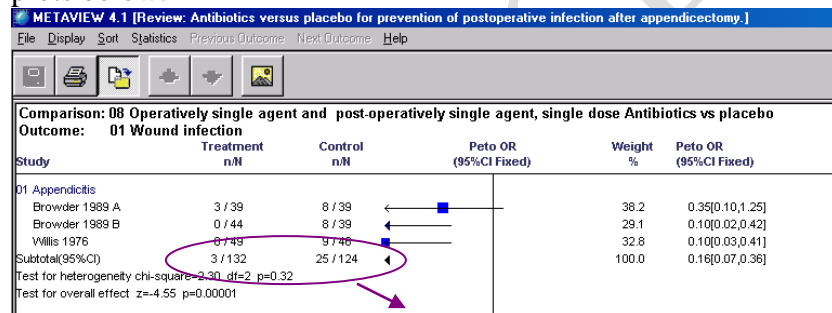 METAVIEW 4.1 [Review: Antibiotics versus placebo for prevention of postoperative infection after appendicectomy.]
File Display Sort Statistics Previous Outcome Next Outcome Help
Comparison: 08 Operatively single agent and post-operatively single agent, single dose Antibiotics vs placebo
Outcome: 01 Wound infection
Treatment Control Peto OR Weight Peto OR
Study n/N n/N (95%CI Fixed) % (95%CI Fixed)
01 Appendicitis
Browder 1989 A 3 / 39 8 / 39 38.2 0.35[0.10,1.25]
Browder 1989 B 0 / 44 8 / 39 29.1 0.10[0.02,0.42]
Willis 1976 0 / 49 9 / 46 32.8 0.10[0.03,0.41]
Subtotal(95%CI) 3 / 132 25 / 124 100.0 0.16[0.07,0.36]
Test for heterogeneity chi-square=2.30 df=2 p=0.32
Test for overall effect z=-4.55 p=0.00001